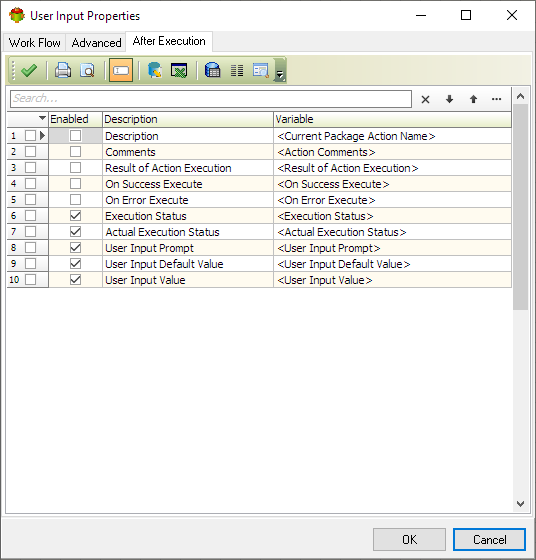 User Input Properties
Work Flow Advanced After Execution
Search...
Enabled Description Variable
1 Description <Current Package Action Name>
2 Comments <Action Comments>
3 Result of Action Execution <Result of Action Execution>
4 On Success Execute <On Success Execute>
5 On Error Execute <On Error Execute>
6 Execution Status <Execution Status>
7 Actual Execution Status <Actual Execution Status>
8 User Input Prompt <User Input Prompt>
9 User Input Default Value <User Input Default Value>
10 User Input Value <User Input Value>
OK Cancel